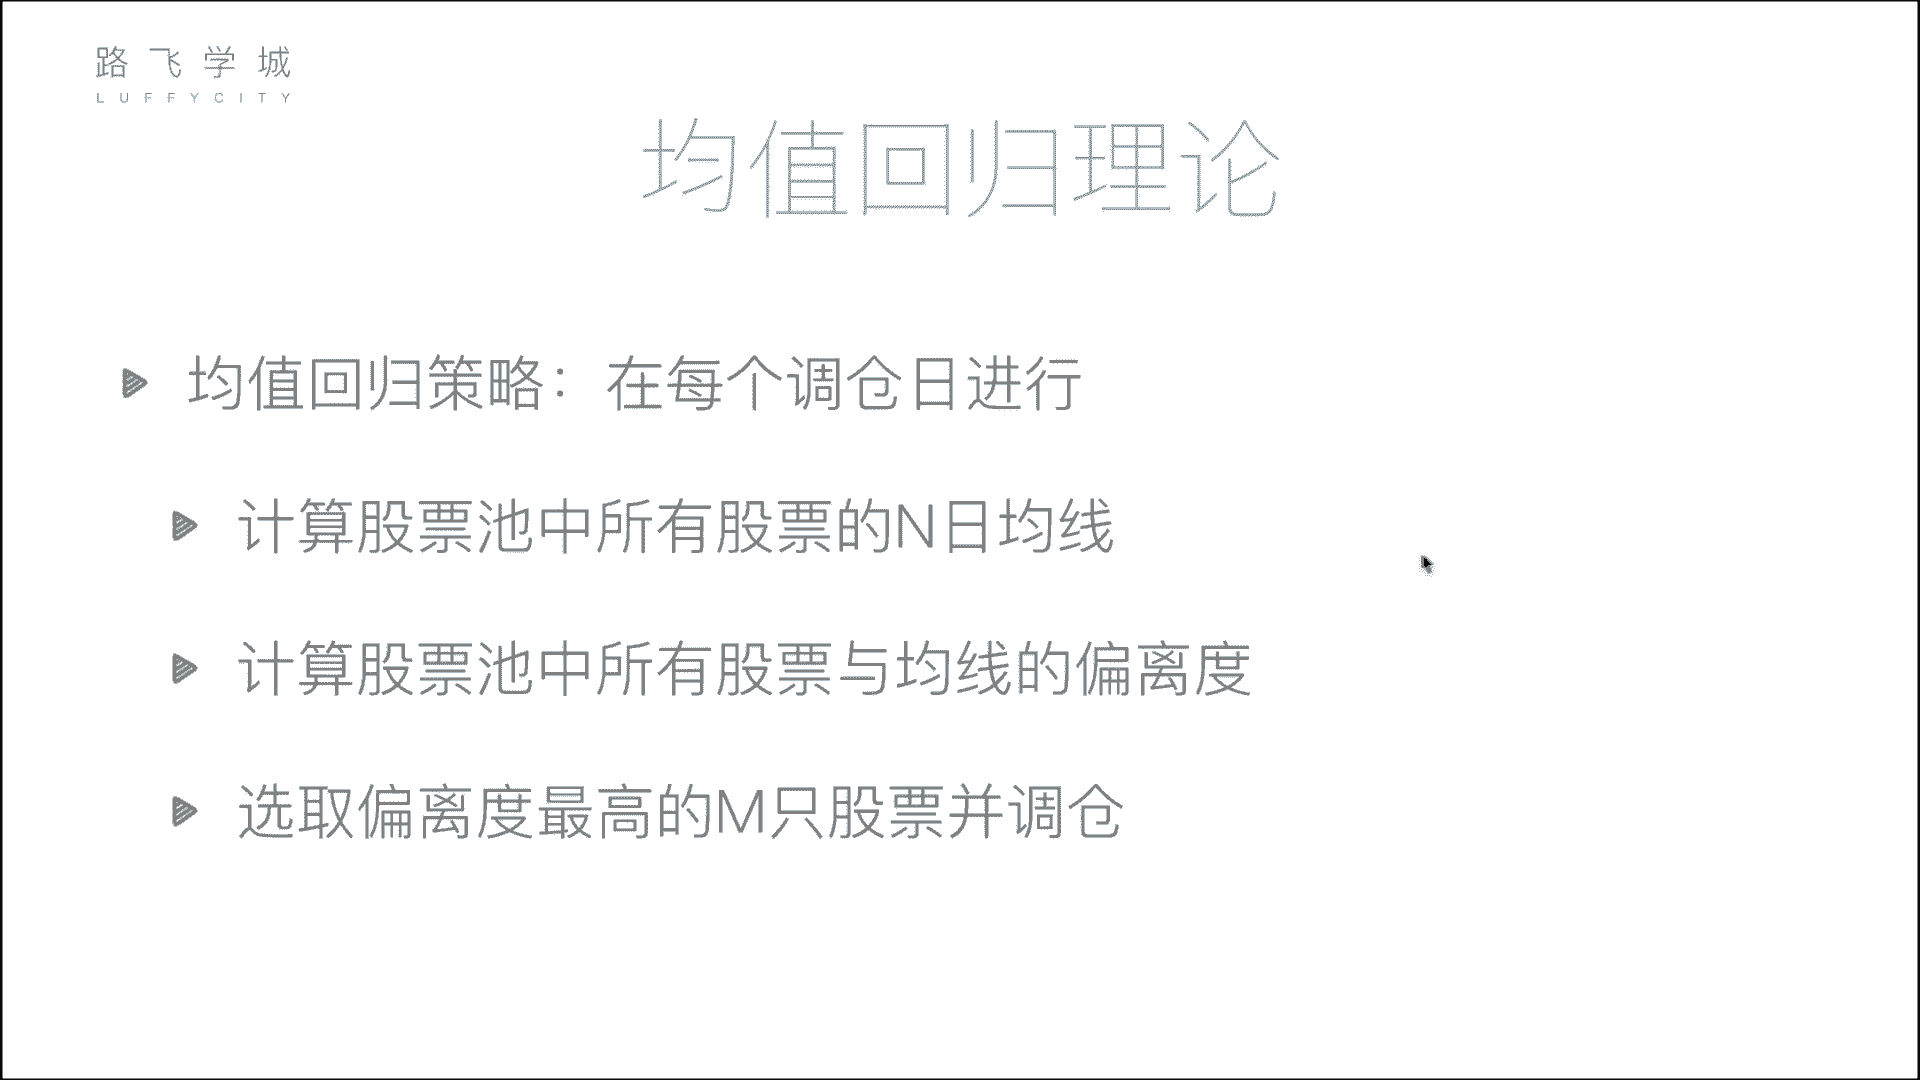 路飞学城
LUFFYCITY
均值回归理论
均值回归策略：在每个调仓日进行
计算股票池中所有股票的N日均线
计算股票池中所有股票与均线的偏离度
选取偏离度最高的M只股票并调仓